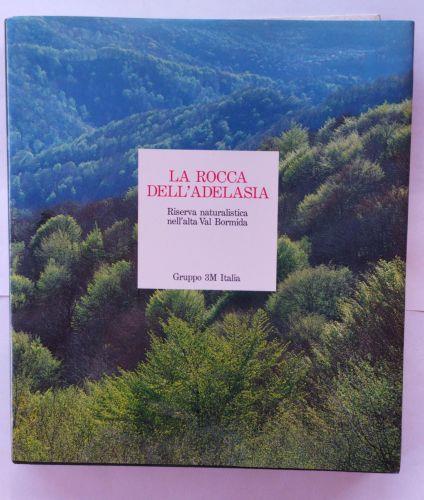 LA ROCCA
DELL'ADELASIA
Riserva naturalistica
nell'alta Val Bormida
Gruppo 3M Italia